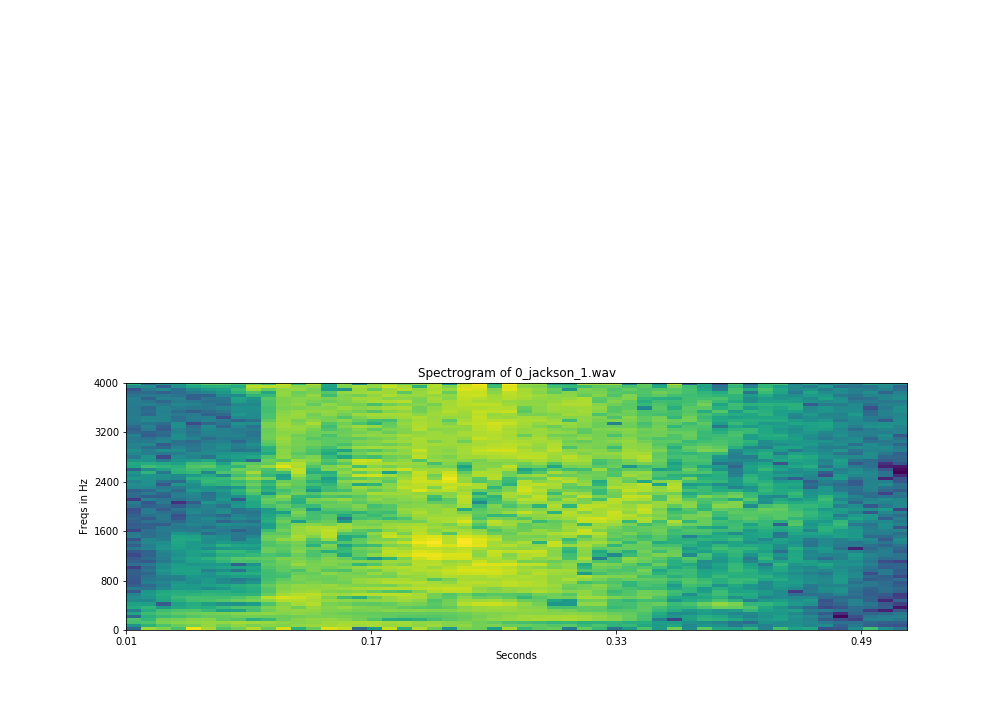 Spectrogram of 0_jackson_1.wav
4000
3200
2400
1600
800
0
Freqs in Hz
0.01 0.17 0.33 0.49
Seconds